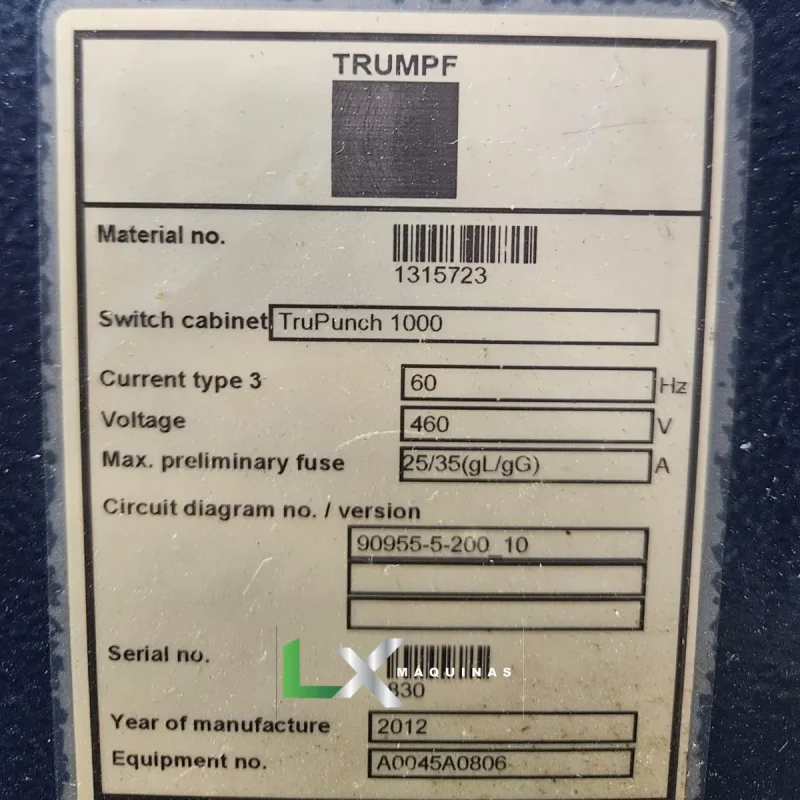 TRUMPF
Material no.
1315723
Switch cabinet TruPunch 1000
Current type 3 60 Hz
Voltage 460 V
Max. preliminary fuse 25/35(gL/gG) A
Circuit diagram no. / version
90955-5-200_10
Serial no.
LX MÁQUINAS
830
Year of manufacture 2012
Equipment no. A0045A0806